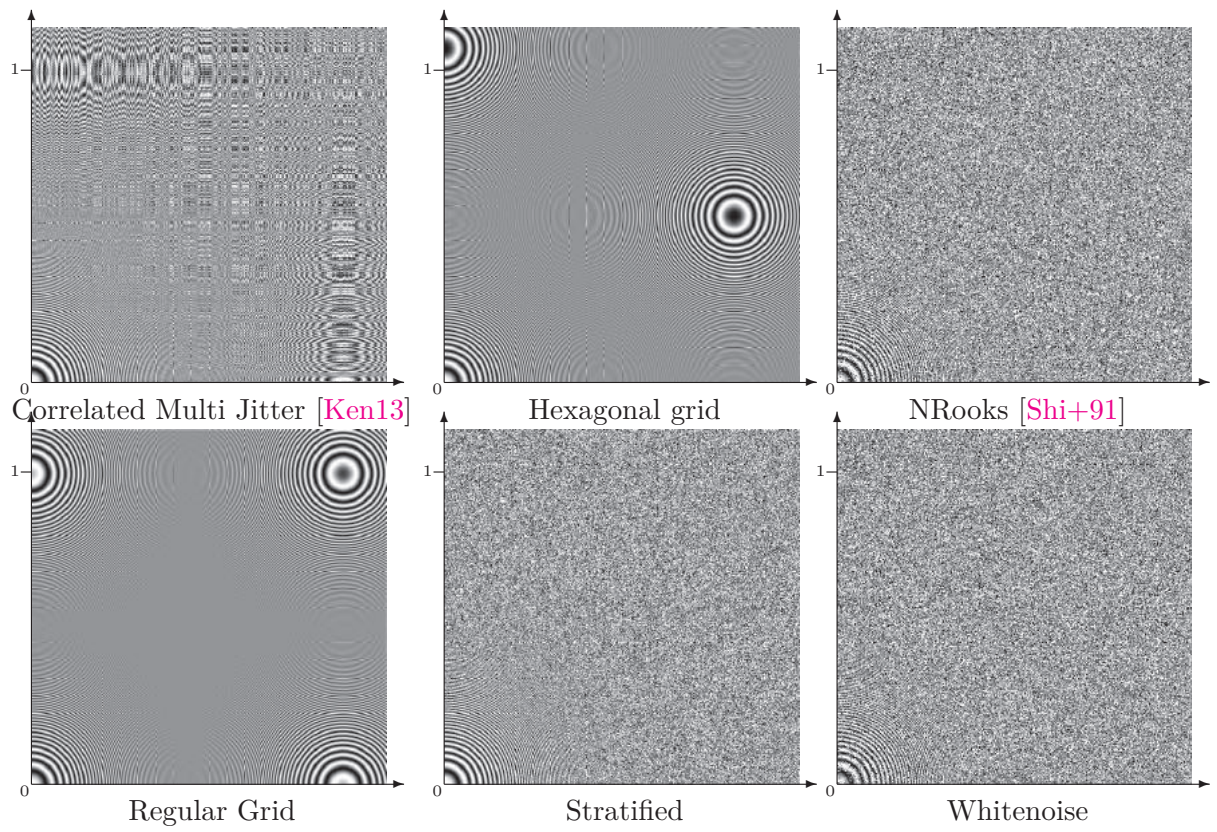 1
0
1
0
1
0
Correlated Multi Jitter [Ken13]
Hexagonal grid
NRooks [Shi+91]
1
0
1
0
1
0
Regular Grid
Stratified
Whitenoise